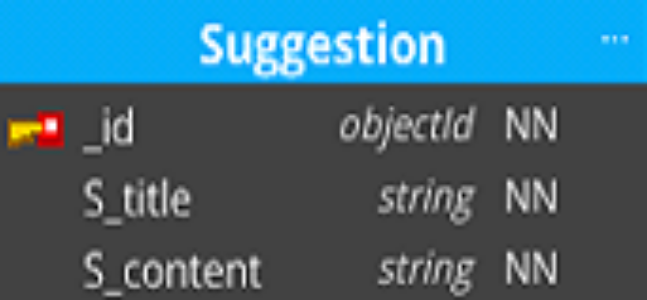 Suggestion ...
_id objectId NN
S_title string NN
S_content string NN